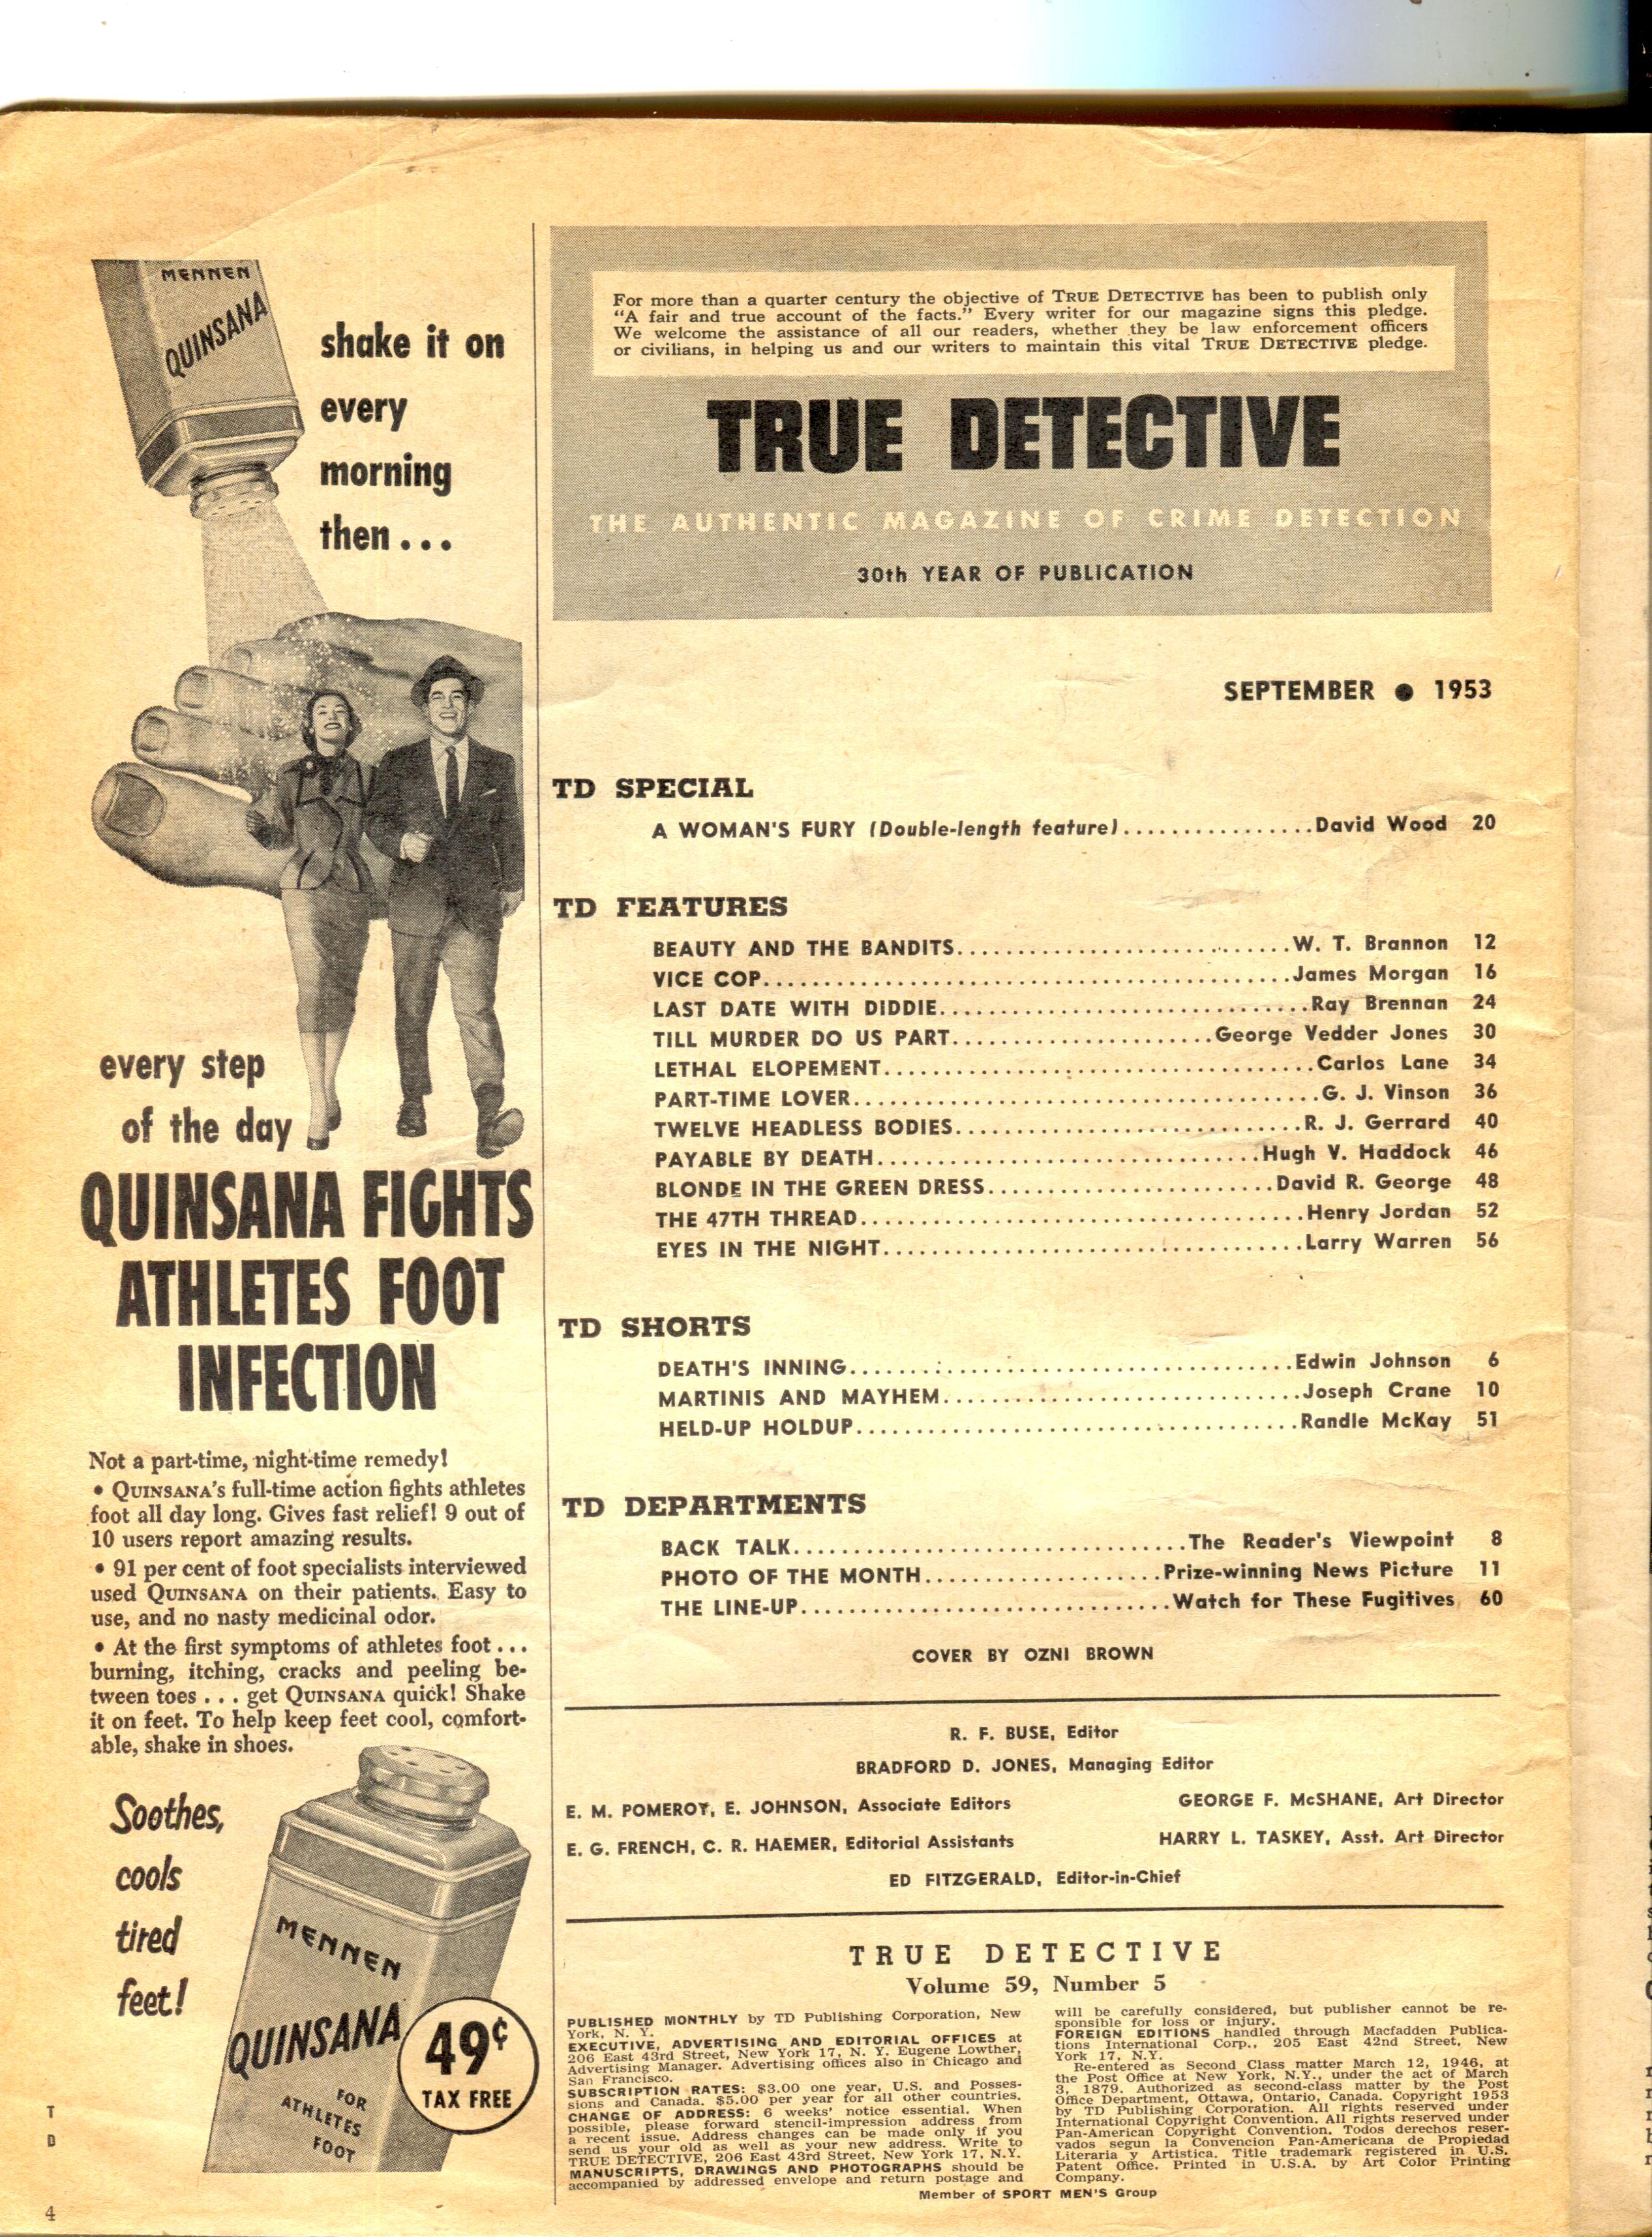 MENNEN
QUINSANA
shake it on
every
morning
then...
every step
of the day
QUINSANA FIGHTS
ATHLETES FOOT
INFECTION
Not a part-time, night-time remedy!
• QUINSANA's full-time action fights athletes
foot all day long. Gives fast relief! 9 out of
10 users report amazing results.
• 91 per cent of foot specialists interviewed
used QUINSANA on their patients. Easy to
use, and no nasty medicinal odor.
• At the first symptoms of athletes foot...
burning, itching, cracks and peeling be-
tween toes... get QUINSANA quick! Shake
it on feet. To help keep feet cool, comfort-
able, shake in shoes.
Soothes,
cools
tired
feet!
MENNEN
QUINSANA
FOR
ATHLETES
FOOT
49¢
TAX FREE
T
D
4
For more than a quarter century the objective of TRUE DETECTIVE has been to publish only
"A fair and true account of the facts." Every writer for our magazine signs this pledge.
We welcome the assistance of all our readers, whether they be law enforcement officers
or civilians, in helping us and our writers to maintain this vital TRUE DETECTIVE pledge.
TRUE DETECTIVE
THE AUTHENTIC MAGAZINE OF CRIME DETECTION
30th YEAR OF PUBLICATION
SEPTEMBER ● 1953
TD SPECIAL
A WOMAN'S FURY (Double-length feature)................David Wood 20
TD FEATURES
BEAUTY AND THE BANDITS............................W. T. Brannon 12
VICE COP............................................James Morgan 16
LAST DATE WITH DIDDIE..............................Ray Brennan 24
TILL MURDER DO US PART......................George Vedder Jones 30
LETHAL ELOPEMENT....................................Carlos Lane 34
PART-TIME LOVER......................................G. J. Vinson 36
TWELVE HEADLESS BODIES............................R. J. Gerrard 40
PAYABLE BY DEATH................................Hugh V. Haddock 46
BLONDE IN THE GREEN DRESS........................David R. George 48
THE 47TH THREAD.....................................Henry Jordan 52
EYES IN THE NIGHT...................................Larry Warren 56
TD SHORTS
DEATH'S INNING.....................................Edwin Johnson 6
MARTINIS AND MAYHEM..............................Joseph Crane 10
HELD-UP HOLDUP.....................................Randle McKay 51
TD DEPARTMENTS
BACK TALK.................................The Reader's Viewpoint 8
PHOTO OF THE MONTH....................Prize-winning News Picture 11
THE LINE-UP...............................Watch for These Fugitives 60
COVER BY OZNI BROWN
R. F. BUSE, Editor
BRADFORD D. JONES, Managing Editor
E. M. POMEROY, E. JOHNSON, Associate Editors
GEORGE F. McSHANE, Art Director
E. G. FRENCH, C. R. HAEMER, Editorial Assistants
HARRY L. TASKEY, Asst. Art Director
ED FITZGERALD, Editor-in-Chief
TRUE DETECTIVE
Volume 59, Number 5
PUBLISHED MONTHLY by TD Publishing Corporation, New
York, N. Y.
EXECUTIVE, ADVERTISING AND EDITORIAL OFFICES at
206 East 43rd Street, New York 17, N. Y. Eugene Lowther,
Advertising Manager. Advertising offices also in Chicago and
San Francisco.
SUBSCRIPTION RATES: $3.00 one year, U.S. and Posses-
sions and Canada. $5.00 per year for all other countries.
CHANGE OF ADDRESS: 6 weeks' notice essential. When
possible, please forward stencil-impression address from
a recent issue. Address changes can be made only if you
send us your old as well as your new address. Write to
TRUE DETECTIVE, 206 East 43rd Street, New York 17, N.Y.
MANUSCRIPTS, DRAWINGS AND PHOTOGRAPHS should be
accompanied by addressed envelope and return postage and
will be carefully considered, but publisher cannot be re-
sponsible for loss or injury.
FOREIGN EDITIONS handled through Macfadden Publica-
tions International Corp., 205 East 42nd Street, New
York 17, N.Y.
Re-entered as Second Class matter March 12, 1946, at
the Post Office at New York, N.Y., under the act of March
3, 1879. Authorized as second-class matter by the Post
Office Department, Ottawa, Ontario, Canada. Copyright 1953
by TD Publishing Corporation. All rights reserved under
International Copyright Convention. All rights reserved under
Pan-American Copyright Convention. Todos derechos reser-
vados segun la Convencion Pan-Americana de Propiedad
Literaria y Artistica. Title trademark registered in U.S.
Patent Office. Printed in U.S.A. by Art Color Printing
Company.
Member of SPORT MEN'S Group